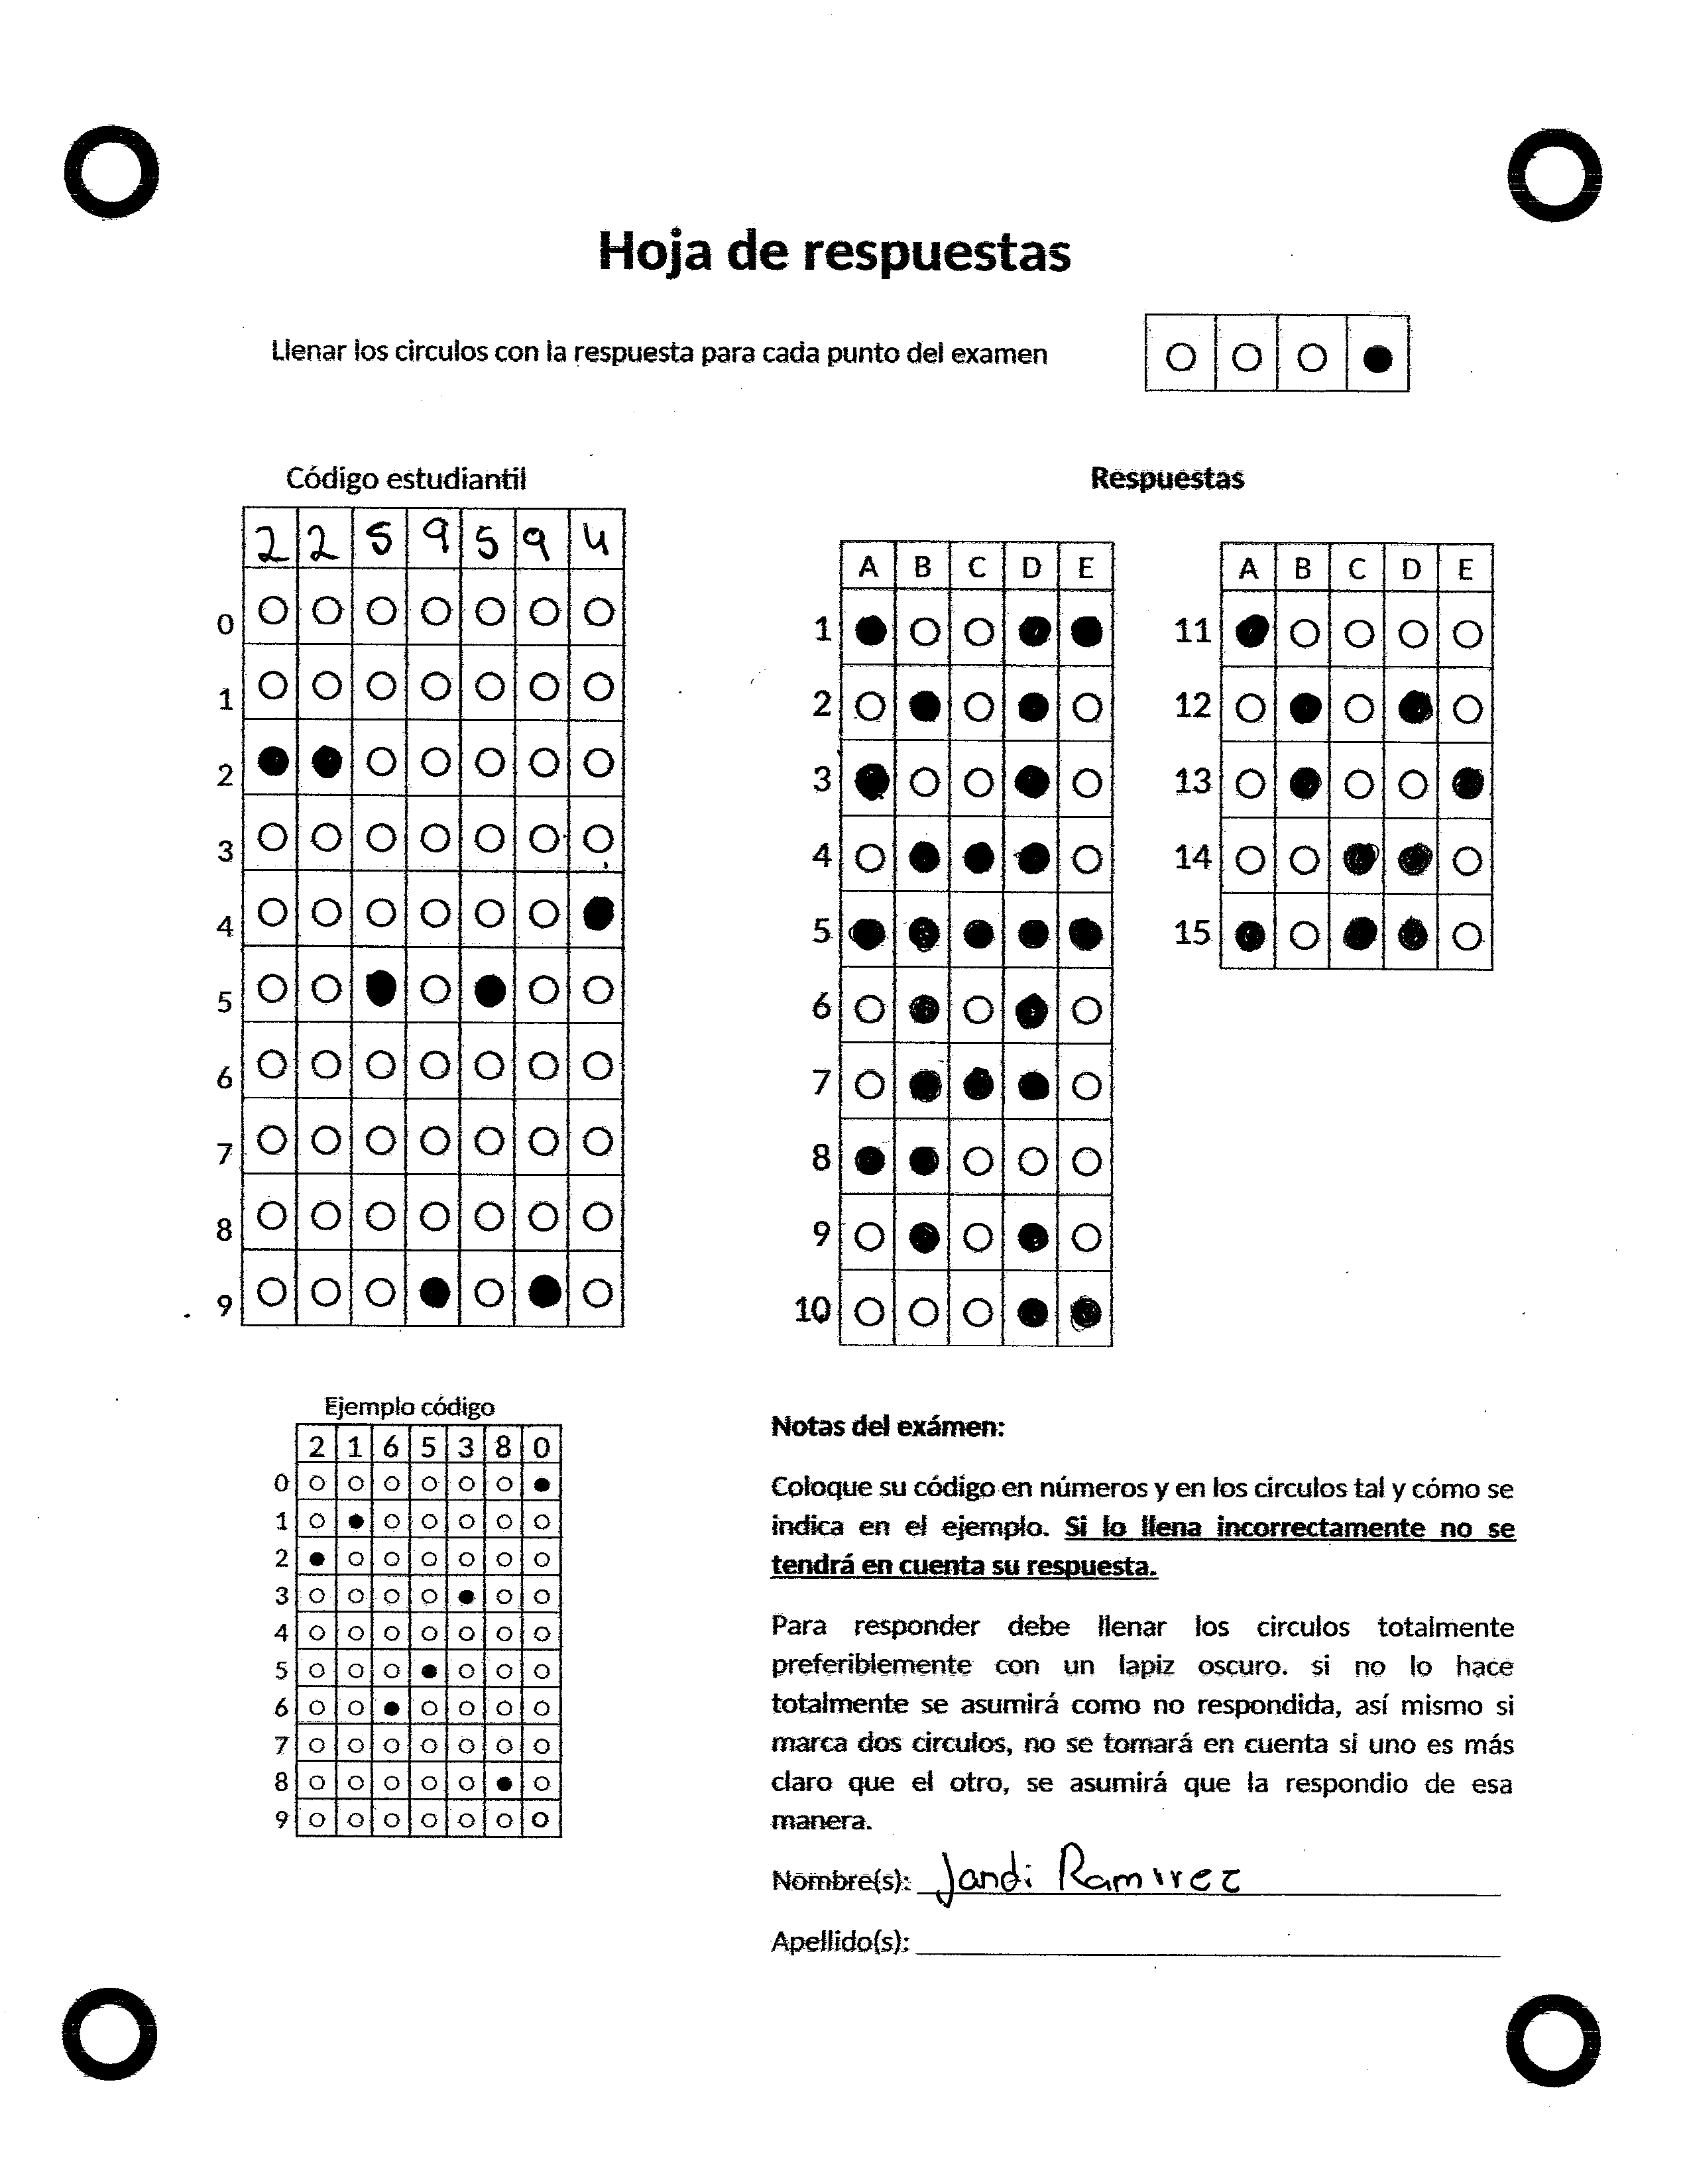 Hoja de respuestas
Llenar los circulos con la respuesta para cada punto del examen
Código estudiantil
2 2 5 9 5 9 4
0
1
2
3
4
5
6
7
8
9
Respuestas
A B C D E
1
2
3
4
5
6
7
8
9
10
A B C D E
11
12
13
14
15
Ejemplo código
2 1 6 5 3 8 0
0
1
2
3
4
5
6
7
8
9
Notas del exámen:
Coloque su código en números y en los circulos tal y cómo se
indica en el ejemplo. Si lo llena incorrectamente no se
tendrá en cuenta su respuesta.
Para responder debe llenar los circulos totalmente
preferiblemente con un lapiz oscuro. si no lo hace
totalmente se asumirá como no respondida, así mismo si
marca dos circulos, no se tomará en cuenta si uno es más
claro que el otro, se asumirá que la respondio de esa
manera.
Nombre(s): Jandi Ramirez
Apellido(s):